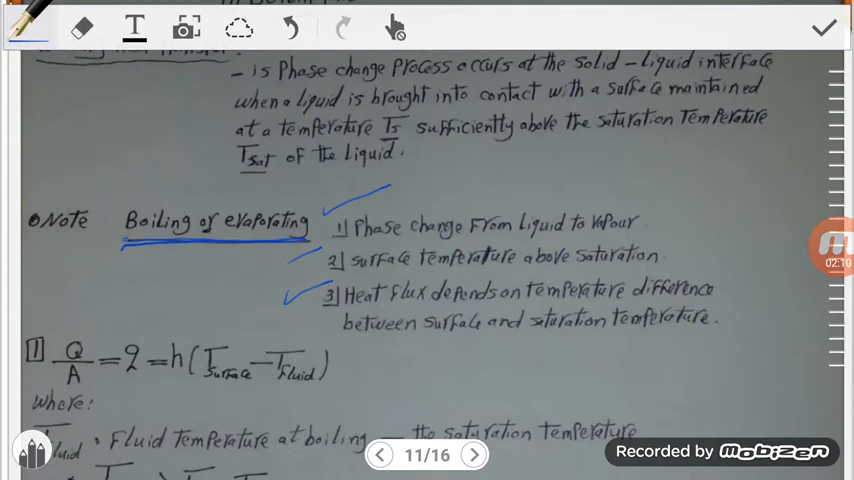 - is Phase change Process occurs at the solid-liquid interface
when a liquid is brought into contact with a surface maintained
at a temperature Ts sufficiently above the saturation Temperature
Tsat of the liquid.
•Note Boiling or evaporating 1] Phase change From liquid to Vapour
2] surface temperature above saturation
3] Heat Flux depends on temperature difference
between surface and saturation temperature.
1 Q/A = q = h(Tsurface - TFluid)
where:
TFluid : Fluid Temperature at boiling — the saturation temperature
11/16
02:10
Recorded by MOBIZEN
T